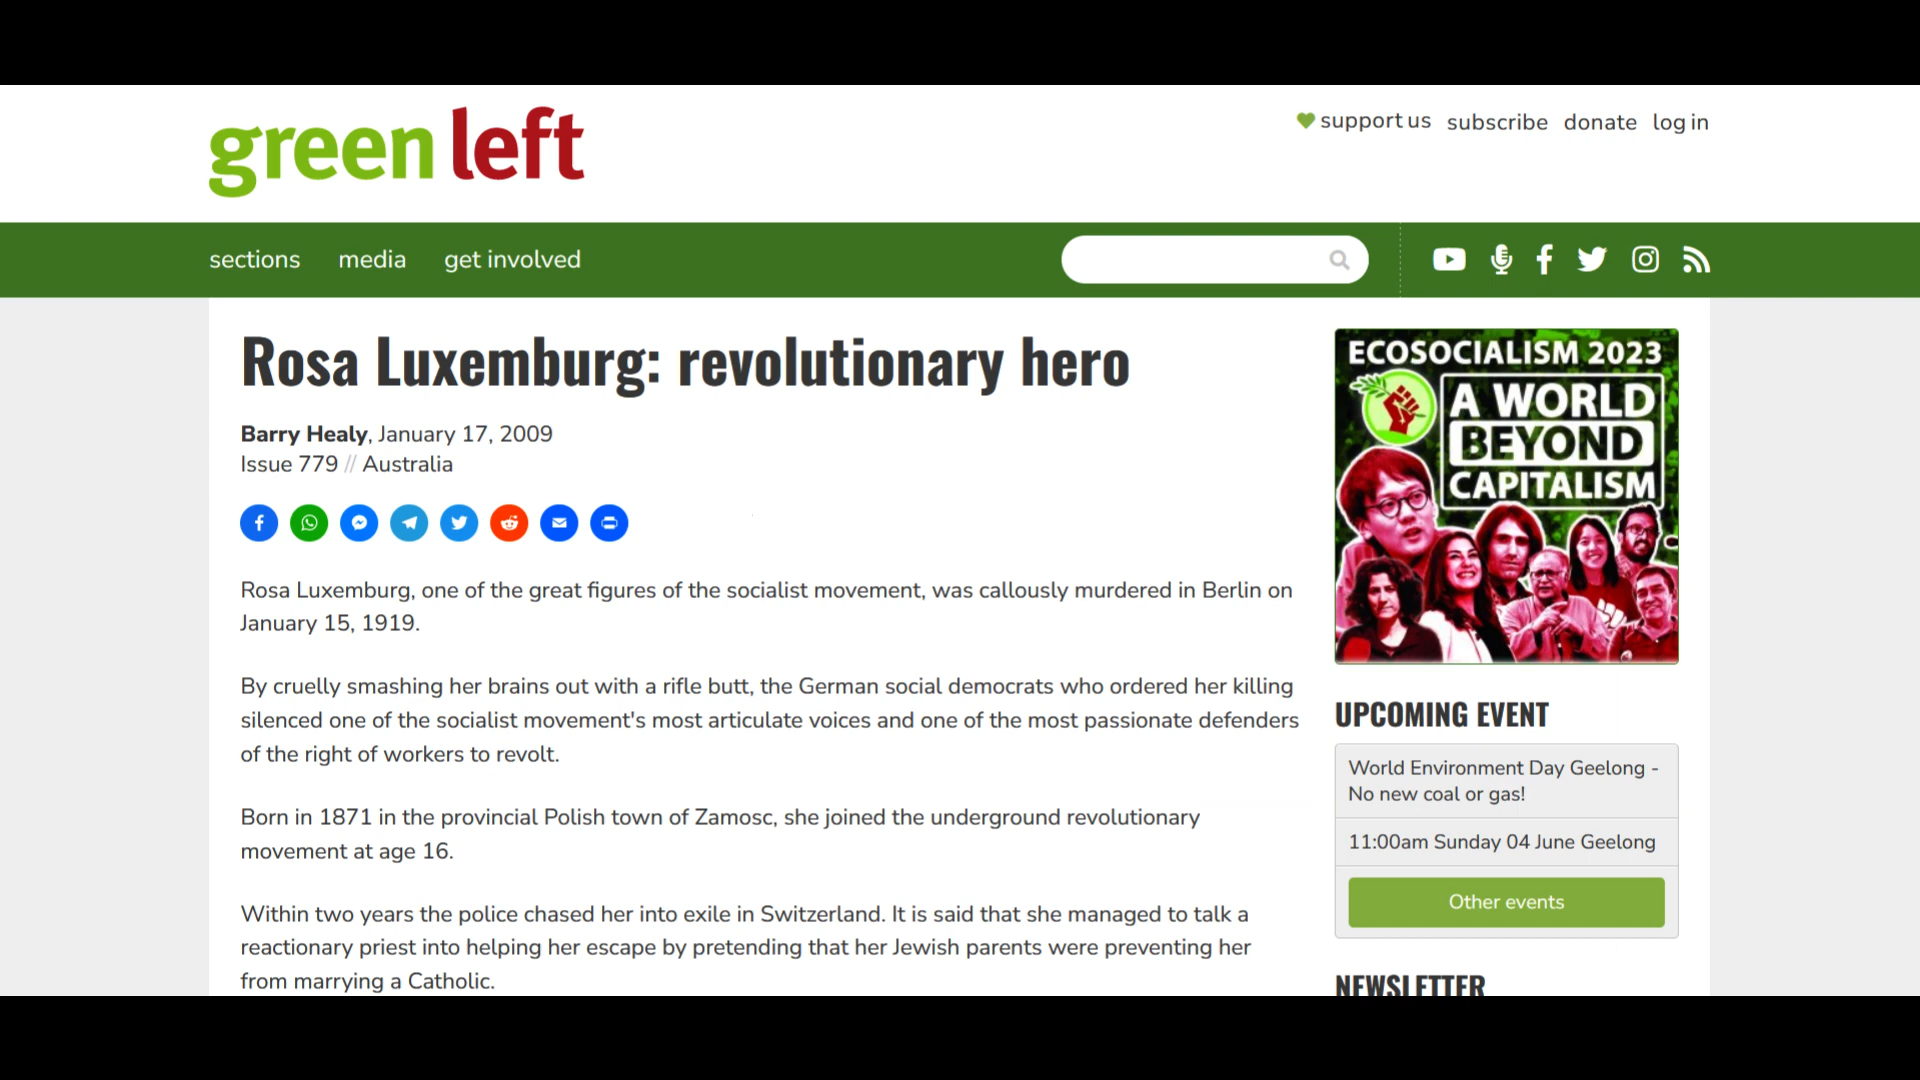 green left
support us subscribe donate log in
sections media get involved
Rosa Luxemburg: revolutionary hero
Barry Healy, January 17, 2009
Issue 779 // Australia
Rosa Luxemburg, one of the great figures of the socialist movement, was callously murdered in Berlin on
January 15, 1919.
By cruelly smashing her brains out with a rifle butt, the German social democrats who ordered her killing
silenced one of the socialist movement's most articulate voices and one of the most passionate defenders
of the right of workers to revolt.
Born in 1871 in the provincial Polish town of Zamosc, she joined the underground revolutionary
movement at age 16.
Within two years the police chased her into exile in Switzerland. It is said that she managed to talk a
reactionary priest into helping her escape by pretending that her Jewish parents were preventing her
from marrying a Catholic.
ECOSOCIALISM 2023
A WORLD
BEYOND
CAPITALISM
UPCOMING EVENT
World Environment Day Geelong -
No new coal or gas!
11:00am Sunday 04 June Geelong
Other events
NEWSLETTER